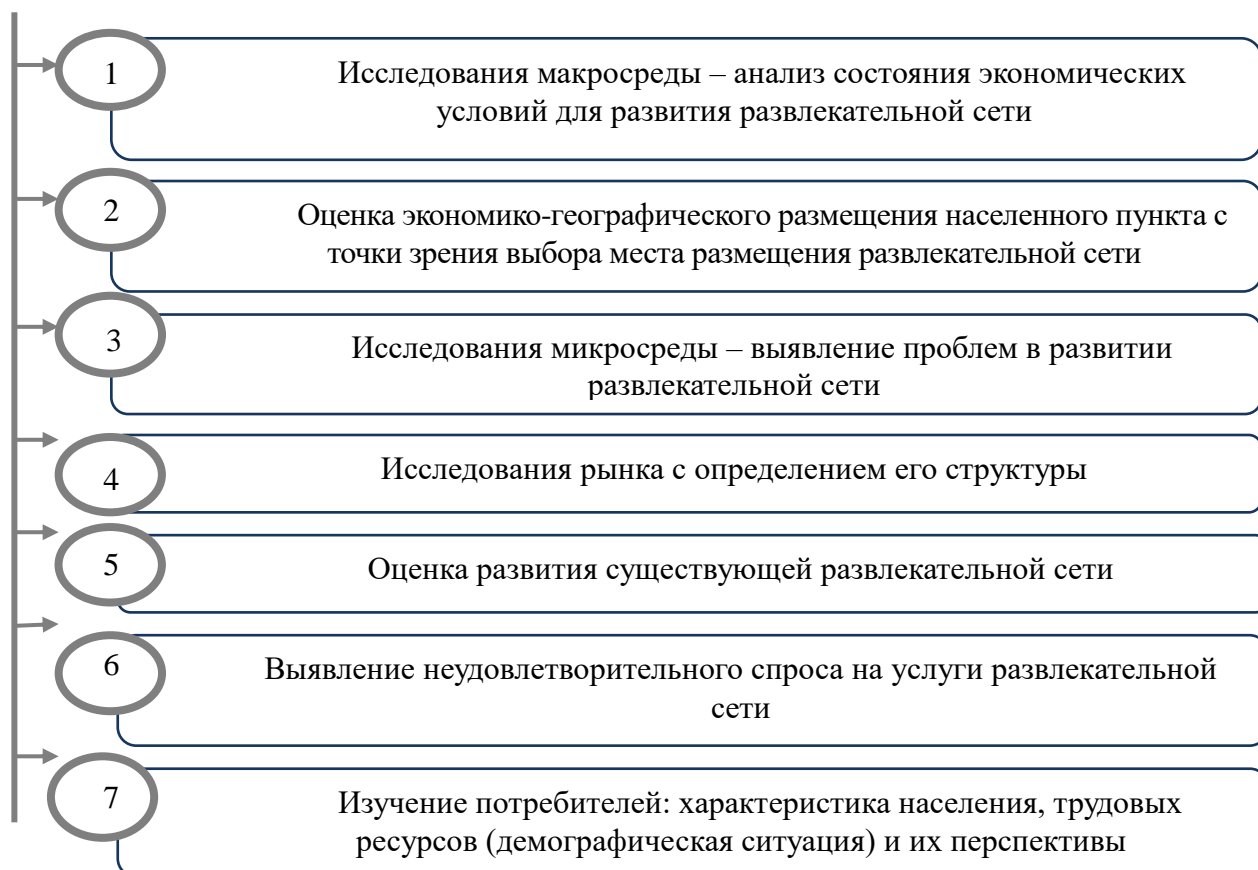 1
Исследования макросреды – анализ состояния экономических
условий для развития развлекательной сети
2
Оценка экономико-географического размещения населенного пункта с
точки зрения выбора места размещения развлекательной сети
3
Исследования микросреды – выявление проблем в развитии
развлекательной сети
4
Исследования рынка с определением его структуры
5
Оценка развития существующей развлекательной сети
6
Выявление неудовлетворительного спроса на услуги развлекательной
сети
7
Изучение потребителей: характеристика населения, трудовых
ресурсов (демографическая ситуация) и их перспективы